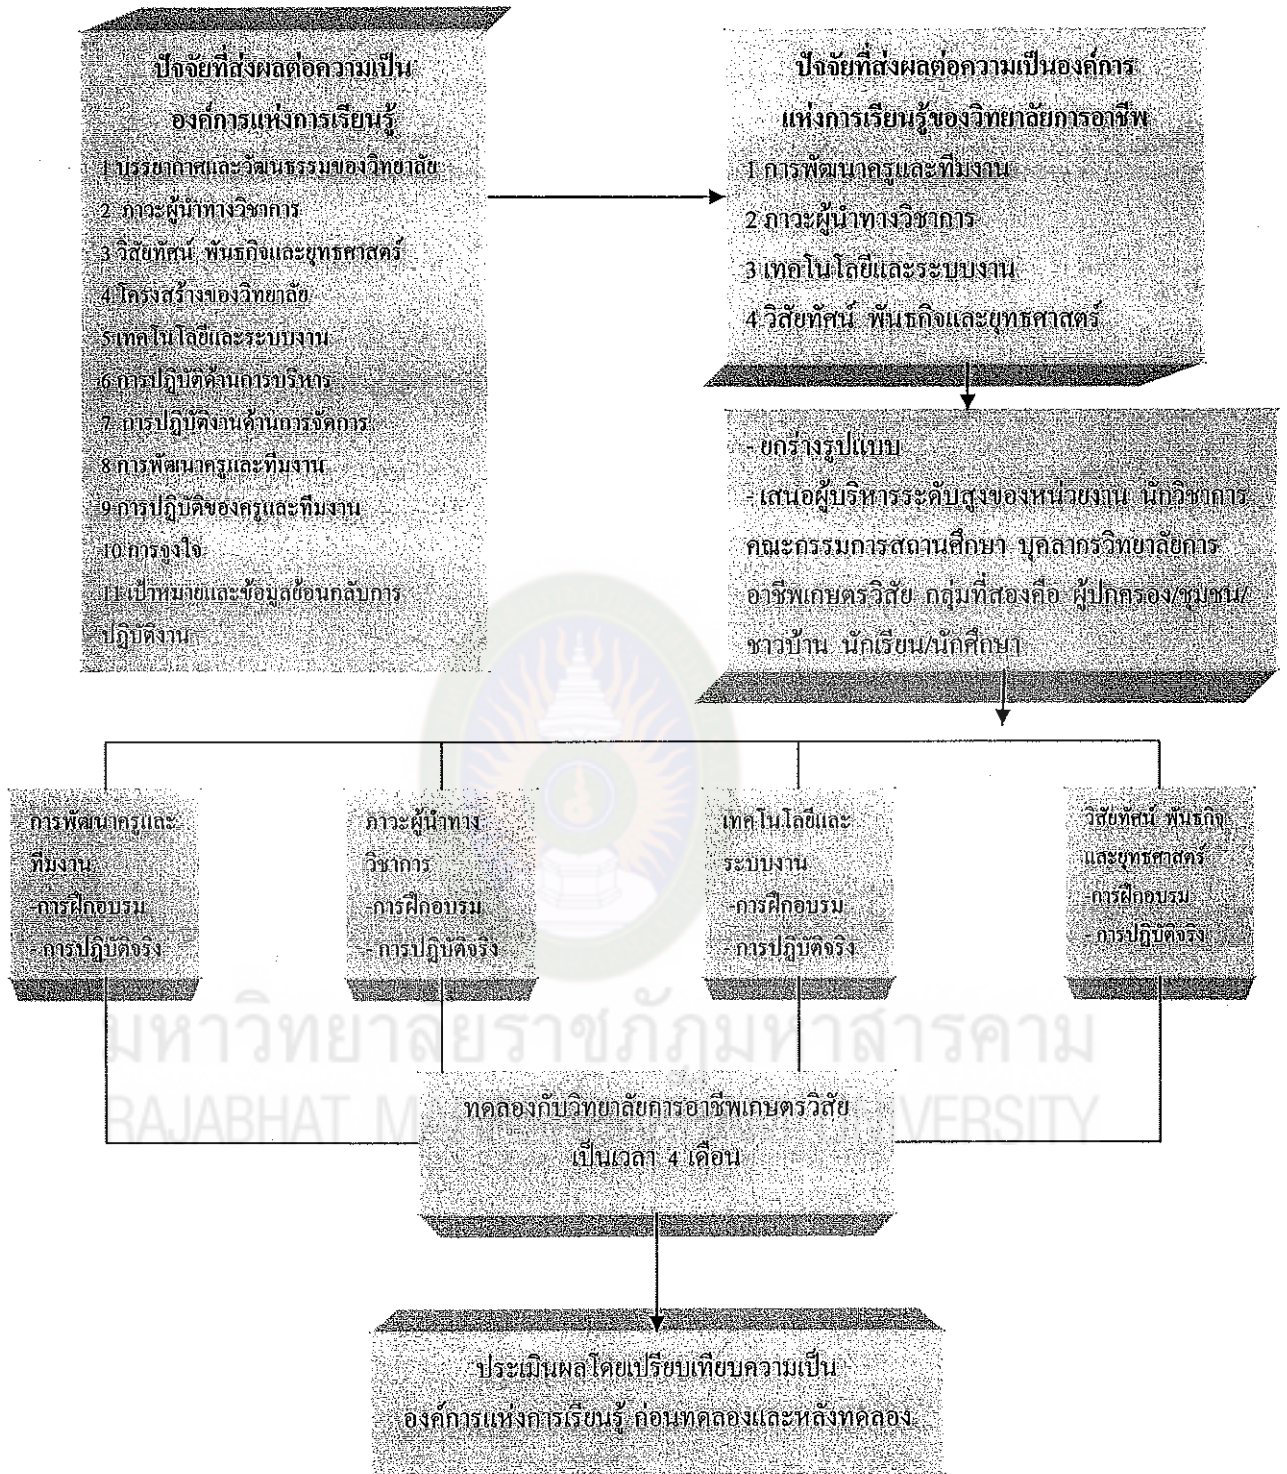 ปัจจัยที่ส่งผลต่อความเป็น
องค์การแห่งการเรียนรู้
1 บรรยากาศและวัฒนธรรมของวิทยาลัย
2 ภาวะผู้นำทางวิชาการ
3 วิสัยทัศน์ พันธกิจและยุทธศาสตร์
4 โครงสร้างของวิทยาลัย
5 เทคโนโลยีและระบบงาน
6 การปฏิบัติด้านการบริหาร
7 การปฏิบัติงานด้านการจัดการ
8 การพัฒนาครูและทีมงาน
9 การปฏิบัติของครูและทีมงาน
10 การจูงใจ
11 เป้าหมายและข้อมูลย้อนกลับการ
ปฏิบัติงาน
ปัจจัยที่ส่งผลต่อความเป็นองค์การ
แห่งการเรียนรู้ของวิทยาลัยการอาชีพ
1 การพัฒนาครูและทีมงาน
2 ภาวะผู้นำทางวิชาการ
3 เทคโนโลยีและระบบงาน
4 วิสัยทัศน์ พันธกิจและยุทธศาสตร์
- ยกร่างรูปแบบ
- เสนอผู้บริหารระดับสูงของหน่วยงาน นักวิชาการ
คณะกรรมการสถานศึกษา บุคลากรวิทยาลัยการ
อาชีพเกษตรวิสัย กลุ่มที่สองคือ ผู้ปกครอง/ชุมชน/
ชาวบ้าน นักเรียน/นักศึกษา
การพัฒนาครูและ
ทีมงาน
-การฝึกอบรม
- การปฏิบัติจริง
ภาวะผู้นำทาง
วิชาการ
-การฝึกอบรม
- การปฏิบัติจริง
เทคโนโลยีและ
ระบบงาน
-การฝึกอบรม
- การปฏิบัติจริง
วิสัยทัศน์ พันธกิจ
และยุทธศาสตร์
-การฝึกอบรม
- การปฏิบัติจริง
มหาวิทยาลัยราชภัฏมหาสารคาม
ทดลองกับวิทยาลัยการอาชีพเกษตรวิสัย
RAJABHAT M VERSITY
เป็นเวลา 4 เดือน
ประเมินผลโดยเปรียบเทียบความเป็น
องค์การแห่งการเรียนรู้ ก่อนทดลองและหลังทดลอง